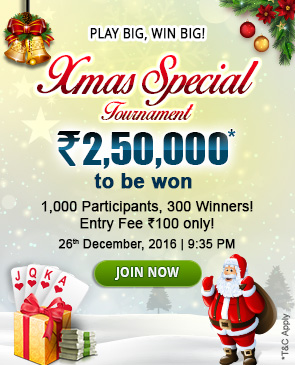 PLAY BIG, WIN BIG!
Xmas Special
Tournament
₹2,50,000*
to be won
1,000 Participants, 300 Winners!
Entry Fee ₹100 only!
26th December, 2016 | 9:35 PM
JOIN NOW
J Q K A
*T&C Apply